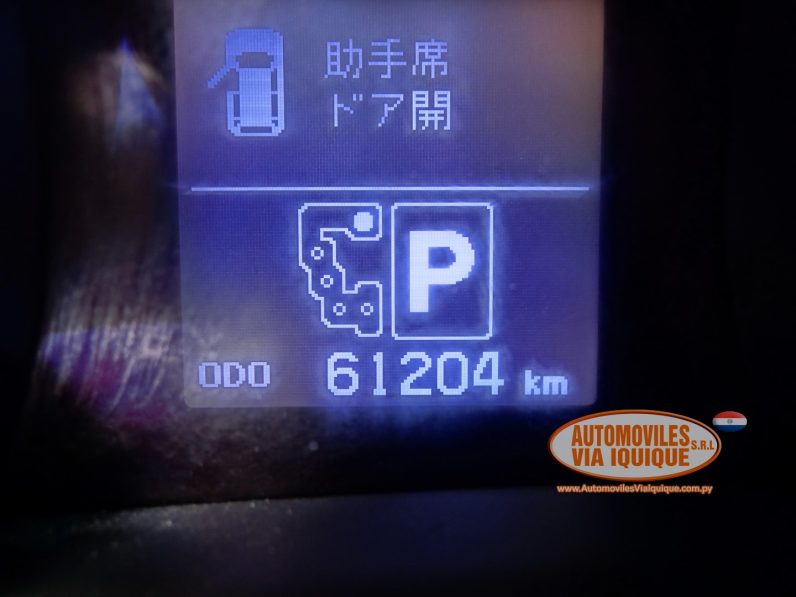 助手席
ドア開
P
ODO 61204 km
AUTOMOVILES
VIA IQUIQUE S.R.L
www.AutomovilesViaIquique.com.py